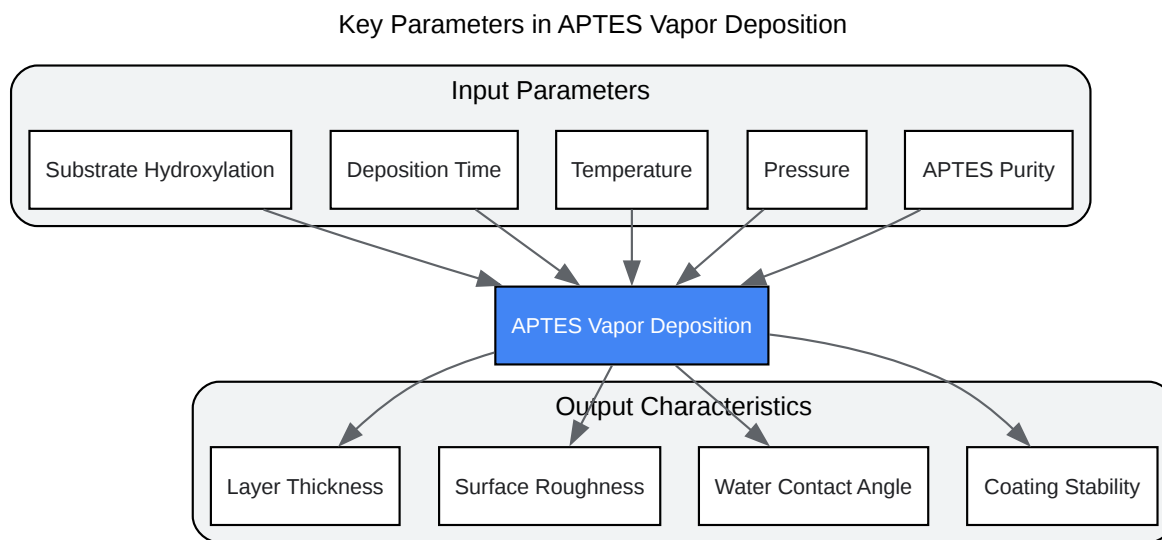 Key Parameters in APTES Vapor Deposition
Input Parameters
Substrate Hydroxylation
Deposition Time
Temperature
Pressure
APTES Purity
APTES Vapor Deposition
Output Characteristics
Layer Thickness
Surface Roughness
Water Contact Angle
Coating Stability